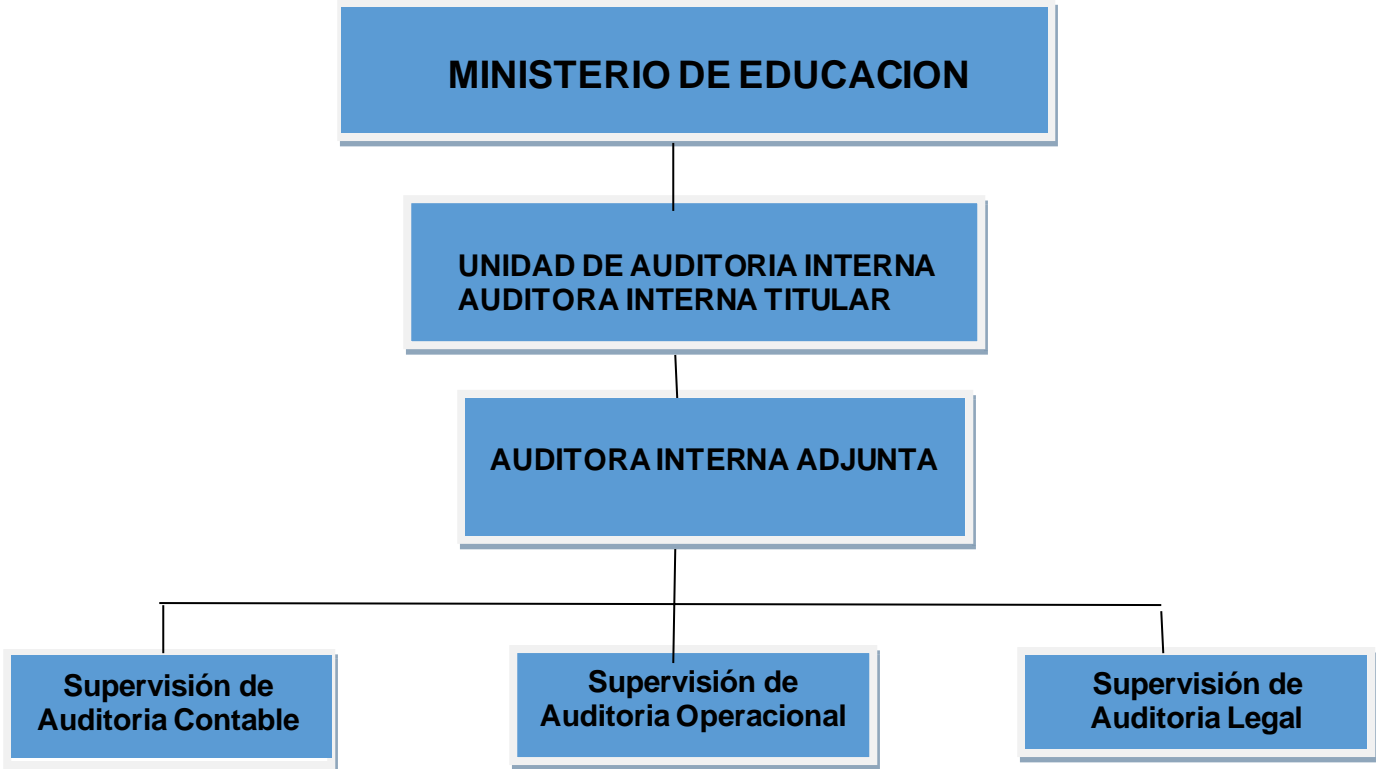 MINISTERIO DE EDUCACION
UNIDAD DE AUDITORIA INTERNA
AUDITORA INTERNA TITULAR
AUDITORA INTERNA ADJUNTA
Supervisión de
Auditoria Contable
Supervisión de
Auditoria Operacional
Supervisión de
Auditoria Legal